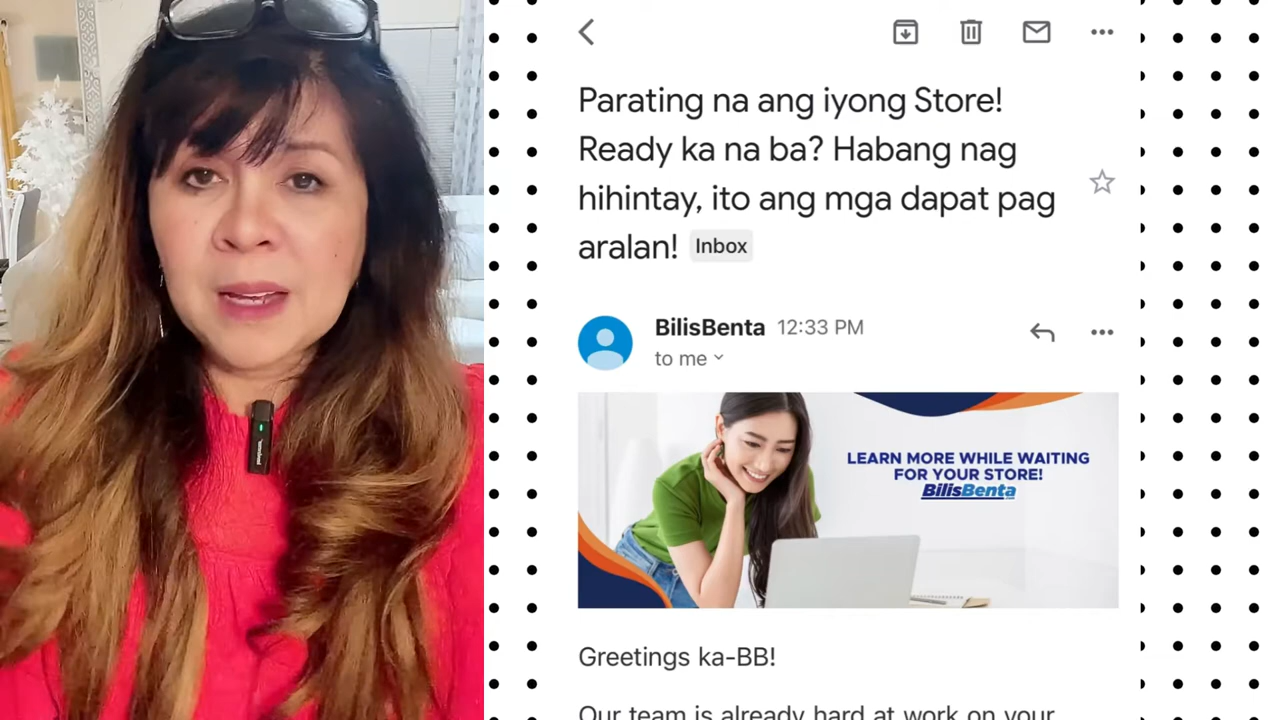 Parating na ang iyong Store!
Ready ka na ba? Habang nag
hihintay, ito ang mga dapat pag
aralan! Inbox
BilisBenta 12:33 PM
to me
LEARN MORE WHILE WAITING
FOR YOUR STORE!
BilisBenta
Greetings ka-BB!
Our team is already hard at work on your